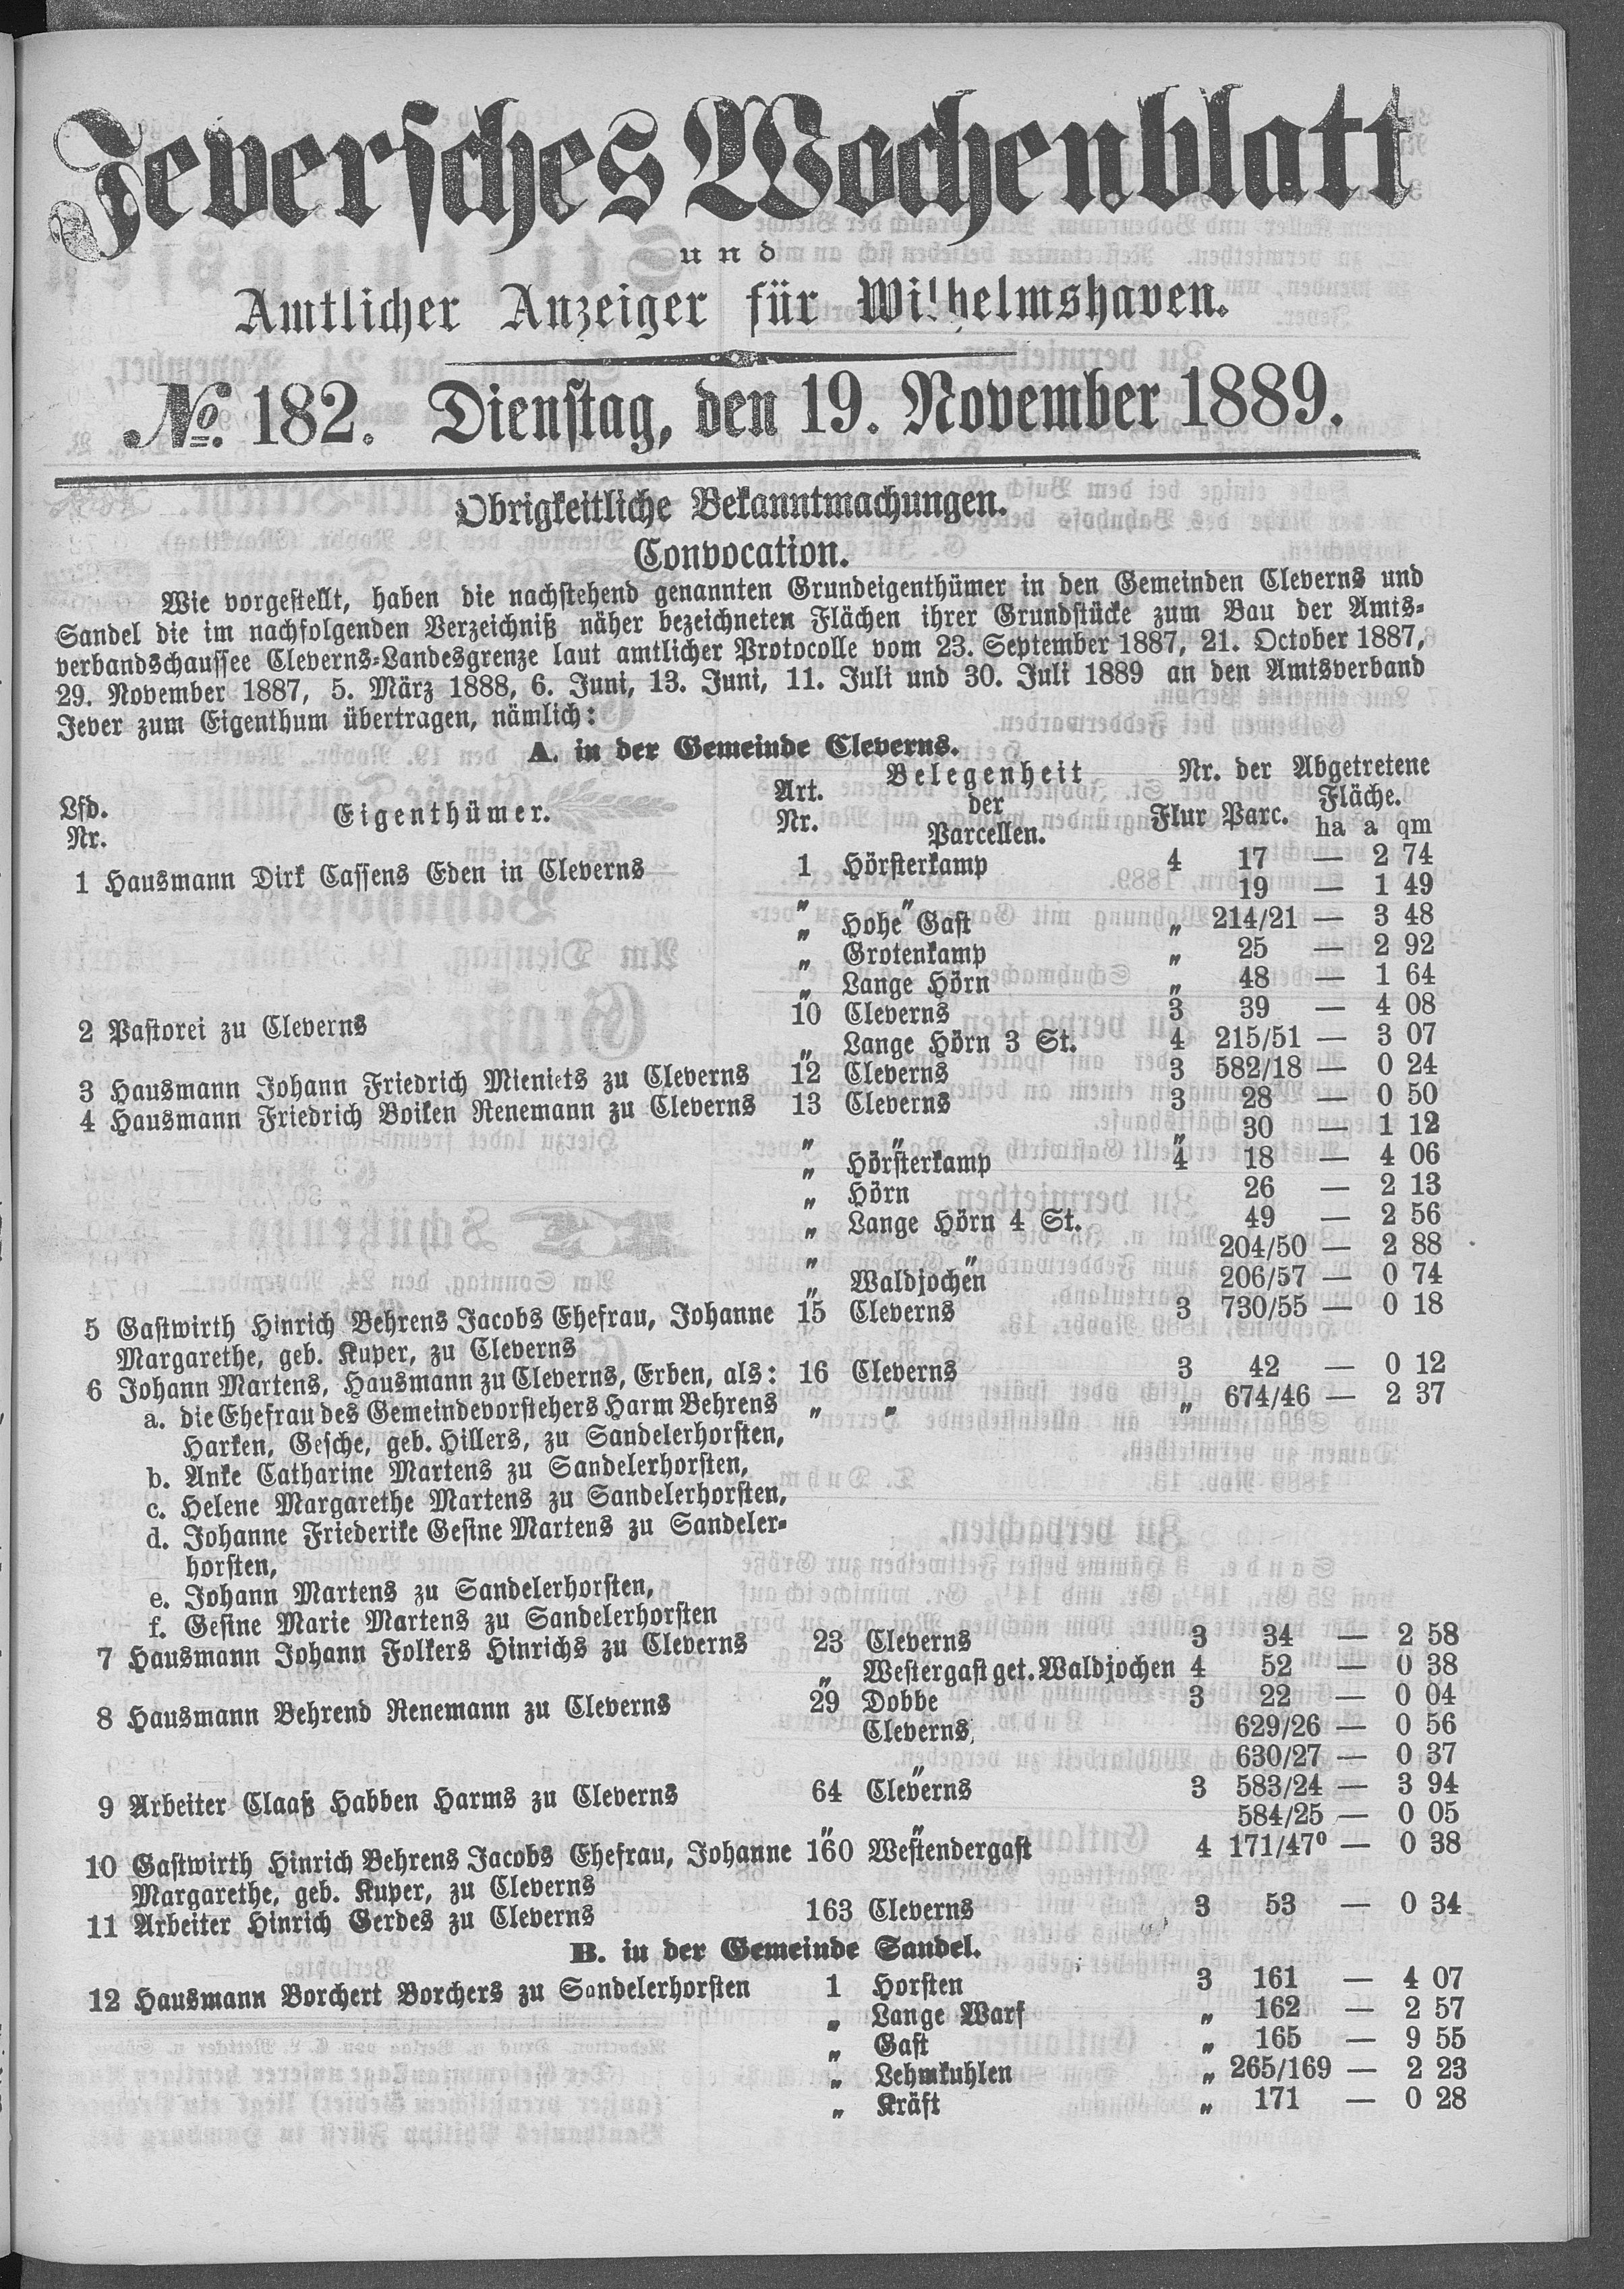 Jeversches Wochenblatt
und
Amtlicher Anzeiger für Wilhelmshaven.
No. 182. Dienstag, den 19. November 1889.
Obrigkeitliche Bekanntmachungen.
Convocation.
Wie vorgestellt, haben die nachstehend genannten Grundeigenthümer in den Gemeinden Cleverns und
Sandel die im nachfolgenden Verzeichniß näher bezeichneten Flächen ihrer Grundstücke zum Bau der Amts-
verbandschaussee Cleverns-Landesgrenze laut amtlicher Protocolle vom 23. September 1887, 21. October 1887,
29. November 1887, 5. März 1888, 6. Juni, 13. Juni, 11. Juli und 30. Juli 1889 an den Amtsverband
Jever zum Eigenthum übertragen, nämlich:
A. in der Gemeinde Cleverns.
Lfd. Nr. Eigenthümer. Art. Nr. Belegenheit der Parcellen. Nr. der Flur Parc. Abgetretene Fläche. ha a qm
1 Hausmann Dirk Cassens Eden in Cleverns 1 Hörsterkamp 4 17 — 2 74
„ „ 19 — 1 49
„ Hohe Gast „ 214/21 — 3 48
„ Grotenkamp „ 25 — 2 92
„ Lange Hörn „ 48 — 1 64
2 Pastorei zu Cleverns 10 Cleverns 3 39 — 4 08
„ Lange Hörn 3 St. 4 215/51 — 3 07
3 Hausmann Johann Friedrich Mieniets zu Cleverns 12 Cleverns 3 582/18 — 0 24
4 Hausmann Friedrich Boiken Renemann zu Cleverns 13 Cleverns 3 28 — 0 50
„ „ „ 30 — 1 12
„ Hörsterkamp 4 18 — 4 06
„ Hörn 26 — 2 13
„ Lange Hörn 4 St. 49 — 2 56
„ „ 204/50 — 2 88
„ Waldjochen 206/57 — 0 74
5 Gastwirth Hinrich Behrens Jacobs Ehefrau, Johanne 15 Cleverns 3 730/55 — 0 18
Margarethe, geb. Kuper, zu Cleverns
6 Johann Martens, Hausmann zu Cleverns, Erben, als: 16 Cleverns 3 42 — 0 12
a. die Ehefrau des Gemeindevorstehers Harm Behrens „ „ „ 674/46 — 2 37
Harken, Gesche, geb. Hillers, zu Sandelerhorsten,
b. Anke Catharine Martens zu Sandelerhorsten,
c. Helene Margarethe Martens zu Sandelerhorsten,
d. Johanne Friederike Gesine Martens zu Sandeler-
horsten,
e. Johann Martens zu Sandelerhorsten,
f. Gesine Marie Martens zu Sandelerhorsten
7 Hausmann Johann Folkers Hinrichs zu Cleverns 23 Cleverns 3 34 — 2 58
„ Westergast get. Waldjochen 4 52 — 0 38
8 Hausmann Behrend Renemann zu Cleverns 29 Dobbe 3 22 — 0 04
Cleverns 629/26 — 0 56
„ 630/27 — 0 37
9 Arbeiter Claaß Habben Harms zu Cleverns 64 Cleverns 3 583/24 — 3 94
„ „ 584/25 — 0 05
10 Gastwirth Hinrich Behrens Jacobs Ehefrau, Johanne 160 Westendergast 4 171/47⁰ — 0 38
Margarethe, geb. Kuper, zu Cleverns
11 Arbeiter Hinrich Gerdes zu Cleverns 163 Cleverns 3 53 — 0 34
B. in der Gemeinde Sandel.
12 Hausmann Borchert Borchers zu Sandelerhorsten 1 Horsten 3 161 — 4 07
„ Lange Warf „ 162 — 2 57
„ Gast „ 165 — 9 55
„ Lehmkuhlen „ 265/169 — 2 23
„ Kräft „ 171 — 0 28